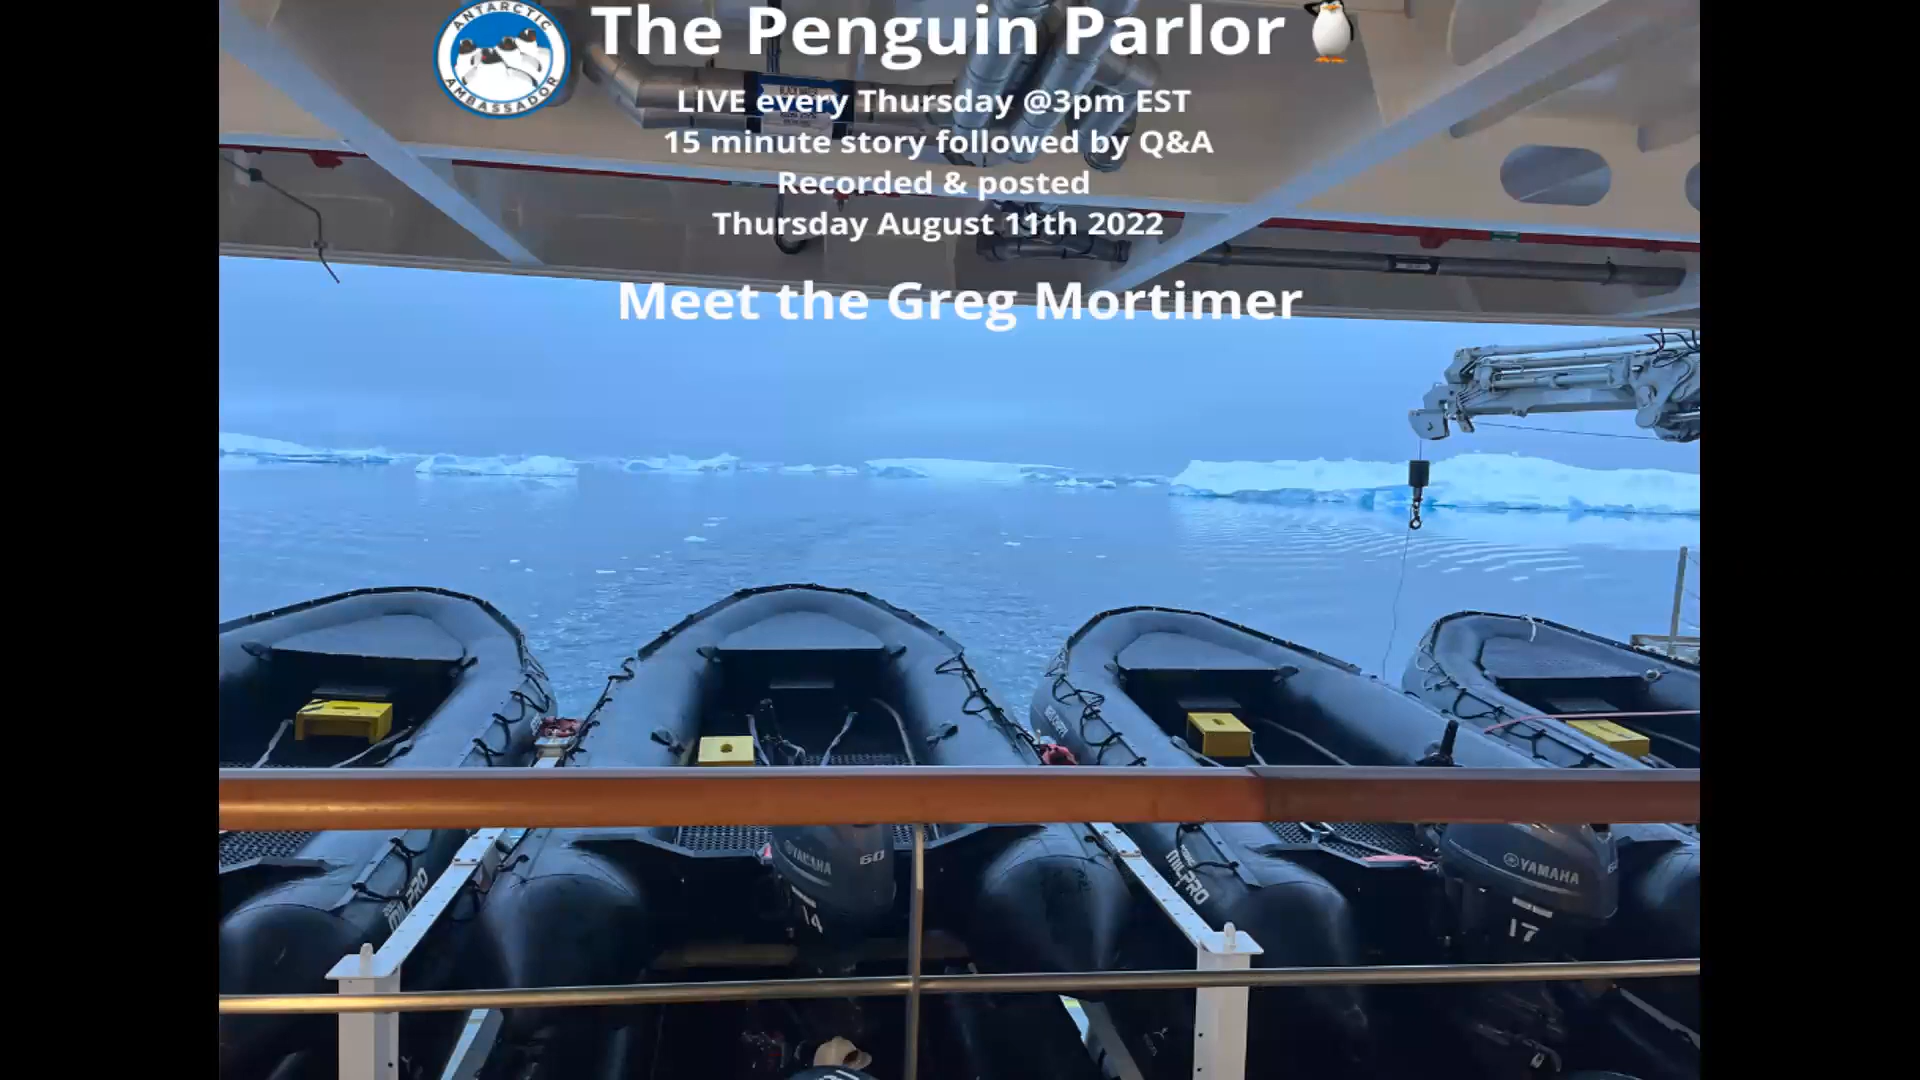 ANTARCTIC
AMBASSADOR
The Penguin Parlor
LIVE every Thursday @3pm EST
15 minute story followed by Q&A
Recorded & posted
Thursday August 11th 2022
Meet the Greg Mortimer
YAMAHA
60
14
MILPRO
MILPRO
YAMAHA
17